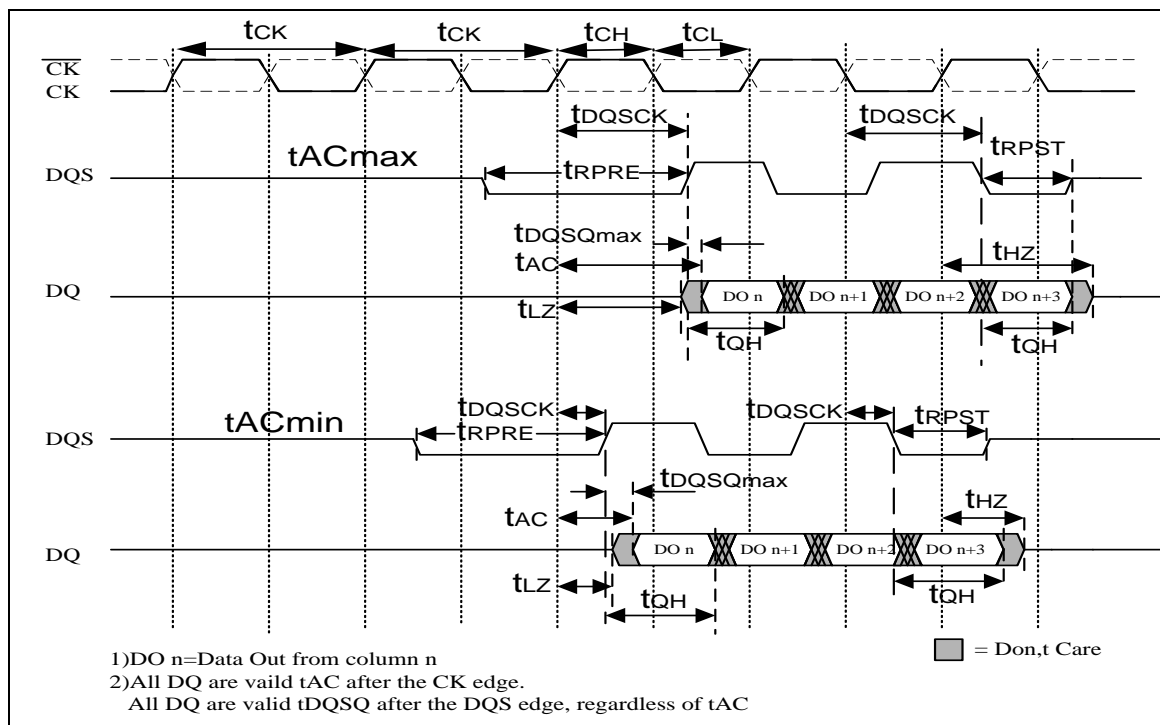 tCK tCK tCH tCL
CK
CK
tDQSCK tDQSCK
tACmax tRPST
DQS tRPRE
tDQSQmax
tAC tHZ
DQ DO n DO n+1 DO n+2 DO n+3
tLZ
tQH tQH
tDQSCK tDQSCK
tACmin tRPRE tRPST
DQS
tDQSQmax
tAC tHZ
DQ DO n DO n+1 DO n+2 DO n+3
tLZ
tQH tQH
1)DO n=Data Out from column n
= Don,t Care
2)All DQ are vaild tAC after the CK edge.
All DQ are valid tDQSQ after the DQS edge, regardless of tAC